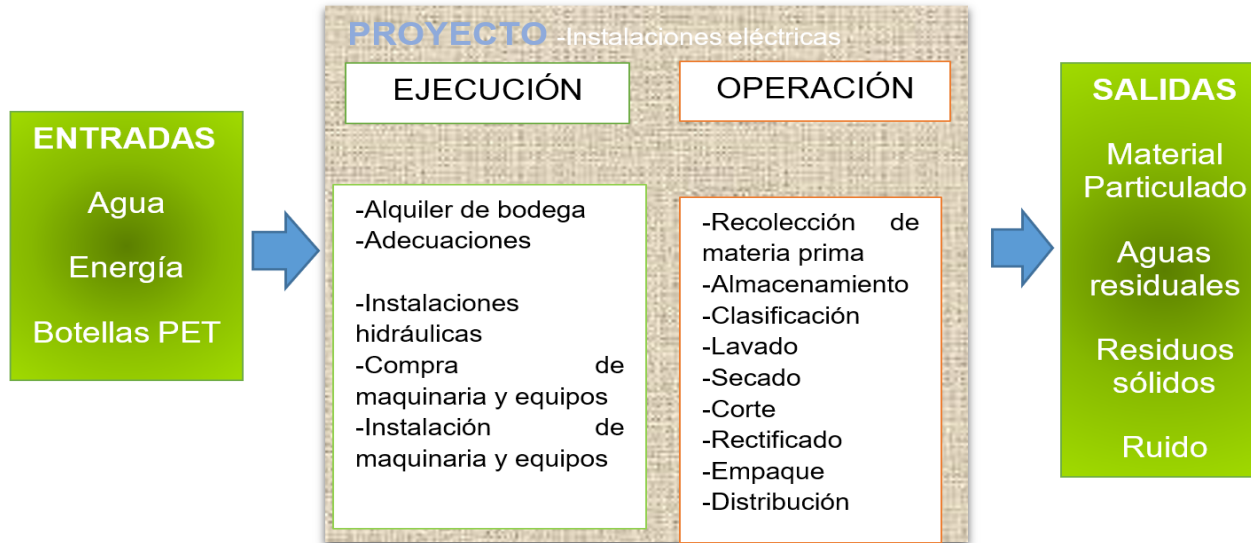 PROYECTO -Instalaciones eléctricas
ENTRADAS
Agua
Energía
Botellas PET
EJECUCIÓN
-Alquiler de bodega
-Adecuaciones
-Instalaciones
hidráulicas
-Compra de
maquinaria y equipos
-Instalación de
maquinaria y equipos
OPERACIÓN
-Recolección de
materia prima
-Almacenamiento
-Clasificación
-Lavado
-Secado
-Corte
-Rectificado
-Empaque
-Distribución
SALIDAS
Material
Particulado
Aguas
residuales
Residuos
sólidos
Ruido